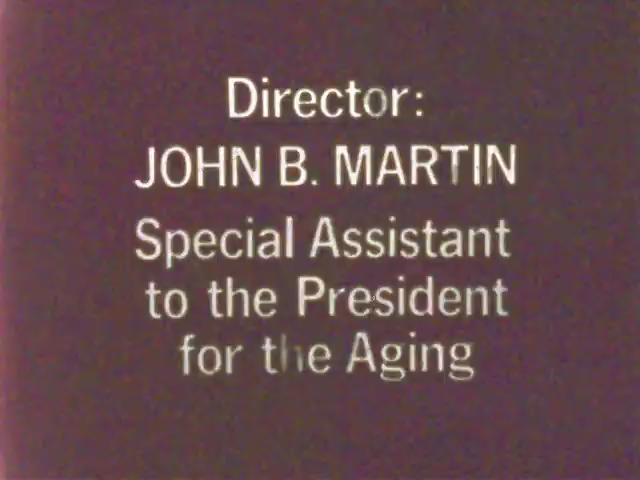 Director:
JOHN B. MARTIN
Special Assistant
to the President
for the Aging